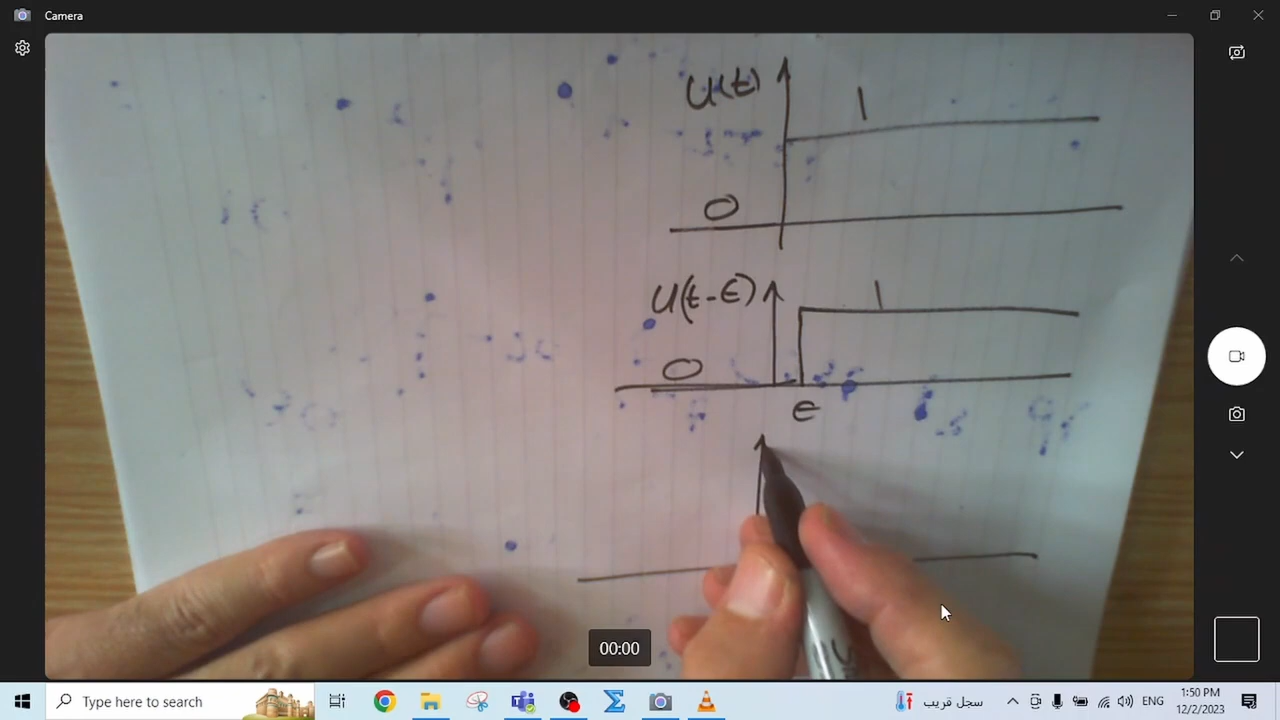 Camera
U(t)
1
0
U(t-ϵ)
1
0
ϵ
00:00
Type here to search
سجل قريب
ENG
1:50 PM
12/2/2023